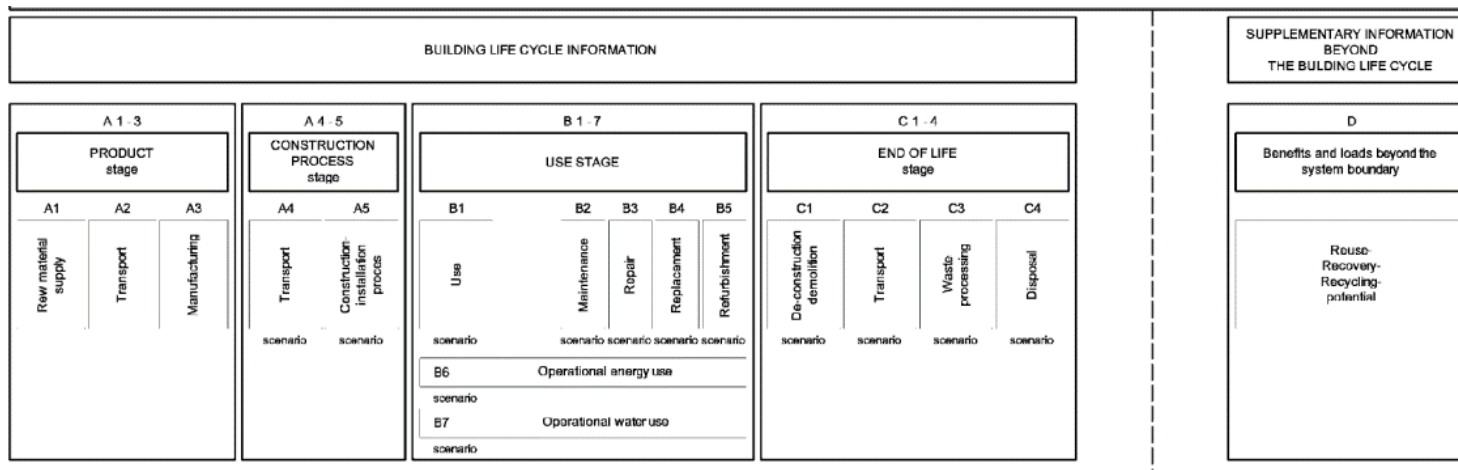 BUILDING LIFE CYCLE INFORMATION
SUPPLEMENTARY INFORMATION
BEYOND
THE BULDING LIFE CYCLE
A 1 - 3
PRODUCT
stage
A1
A2
A3
Raw material
supply
Transport
Manufacturing
A 4 - 5
CONSTRUCTION
PROCESS
stage
A4
A5
Transport
Construction-
installation
proces
scenario
scenario
B 1 - 7
USE STAGE
B1
B2
B3
B4
B5
Use
Maintenance
Repair
Replacement
Refurbishment
scenario
scenario
scenario
scenario
scenario
B6
Operational energy use
scenario
B7
Operational water use
scenario
C 1 - 4
END OF LIFE
stage
C1
C2
C3
C4
De-construction
demolition
Transport
Waste
processing
Disposal
scenario
scenario
scenario
scenario
D
Benefits and loads beyond the
system boundary
Reuse-
Recovery-
Recycling-
potential